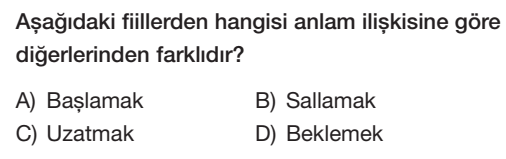 Aşağıdaki fiillerden hangisi anlam ilişkisine göre
diğerlerinden farklıdır?
A) Başlamak B) Sallamak
C) Uzatmak D) Beklemek